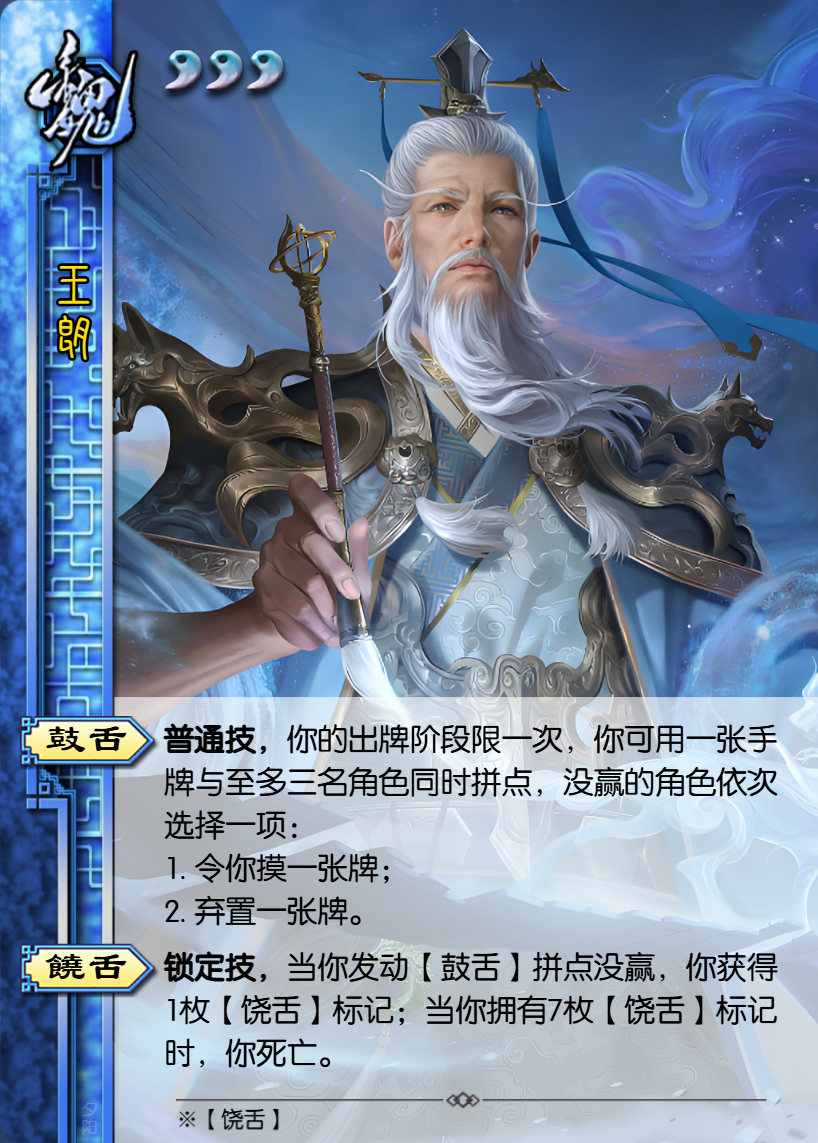 魏
王朗
鼓舌
普通技，你的出牌阶段限一次，你可用一张手
牌与至多三名角色同时拼点，没赢的角色依次
选择一项：
1. 令你摸一张牌；
2. 弃置一张牌。
饒舌
锁定技，当你发动【鼓舌】拼点没赢，你获得
1枚【饶舌】标记；当你拥有7枚【饶舌】标记
时，你死亡。
※【饶舌】
夕阳